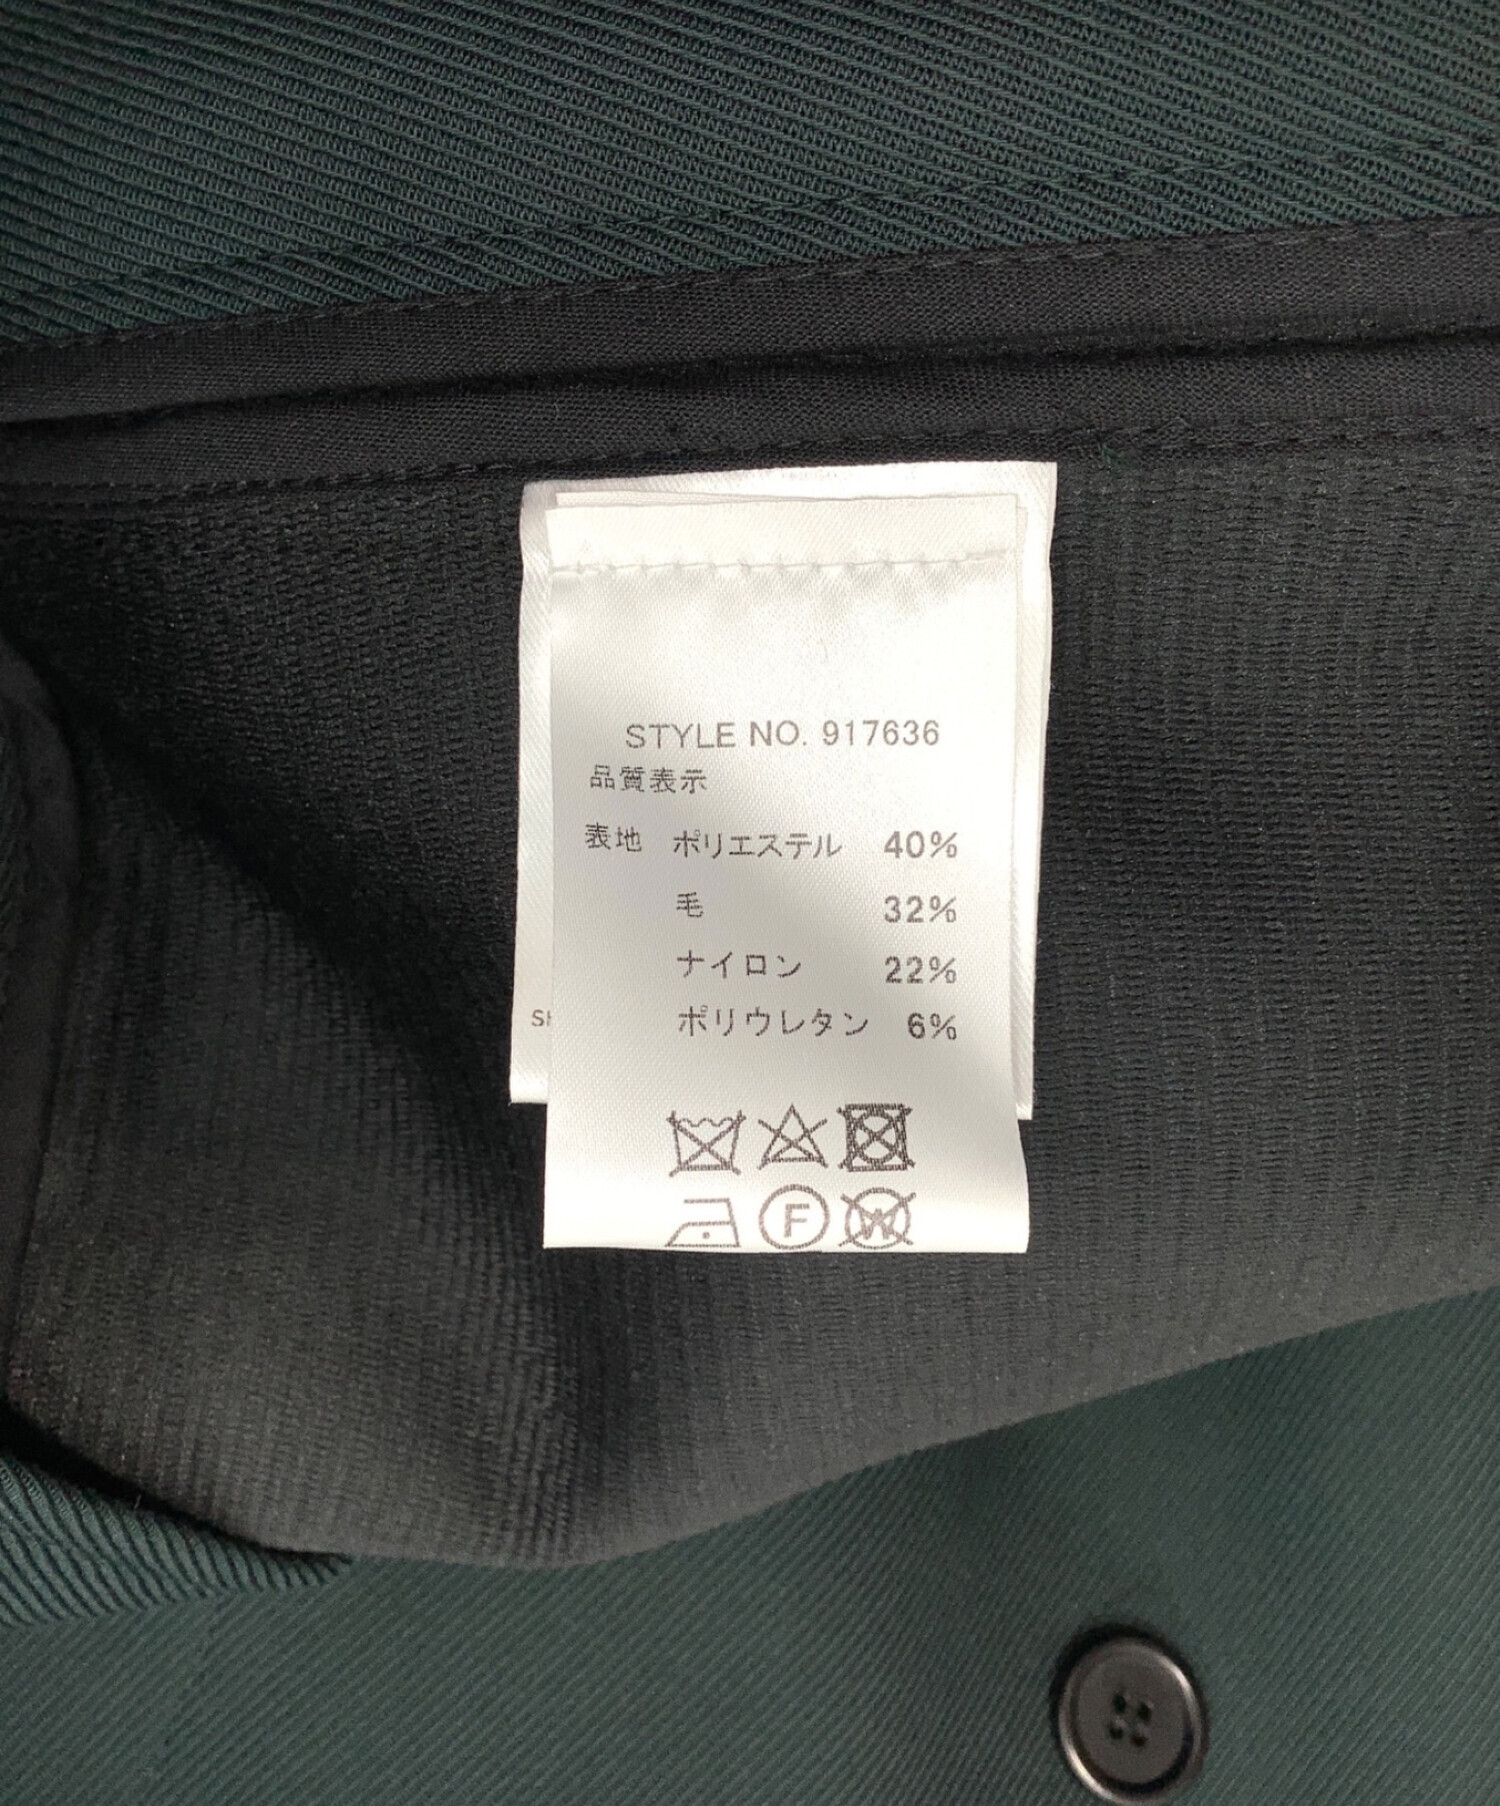 STYLE NO. 917636
品質表示
表地 ポリエステル 40%
毛 32%
ナイロン 22%
ポリウレタン 6%
F W